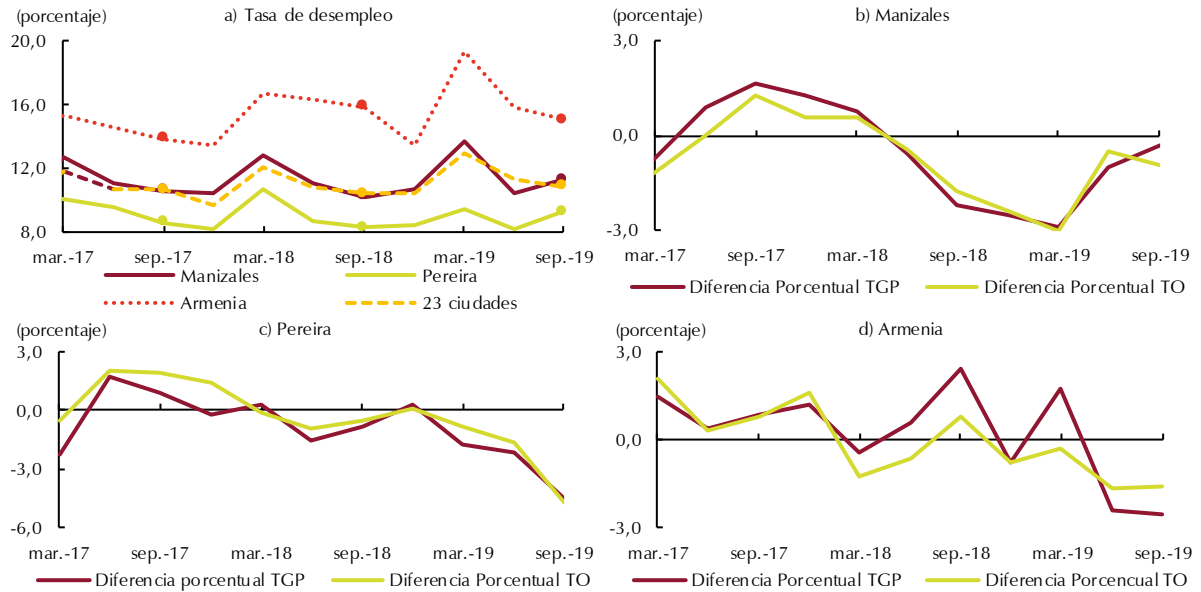 (porcentaje)
a) Tasa de desempleo
20,0
16,0
12,0
8,0
mar.-17 sep.-17 mar.-18 sep.-18 mar.-19 sep.-19
Manizales Pereira
Armenia 23 ciudades
(porcentaje)
b) Manizales
3,0
0,0
-3,0
mar.-17 sep.-17 mar.-18 sep.-18 mar.-19 sep.-19
Diferencia Porcentual TGP Diferencia Porcentual TO
(porcentaje)
c) Pereira
3,0
0,0
-3,0
-6,0
mar.-17 sep.-17 mar.-18 sep.-18 mar.-19 sep.-19
Diferencia porcentual TGP Diferencia Porcentual TO
(porcentaje)
d) Armenia
3,0
0,0
-3,0
mar.-17 sep.-17 mar.-18 sep.-18 mar.-19 sep.-19
Diferencia Porcentual TGP Diferencia Porcencual TO